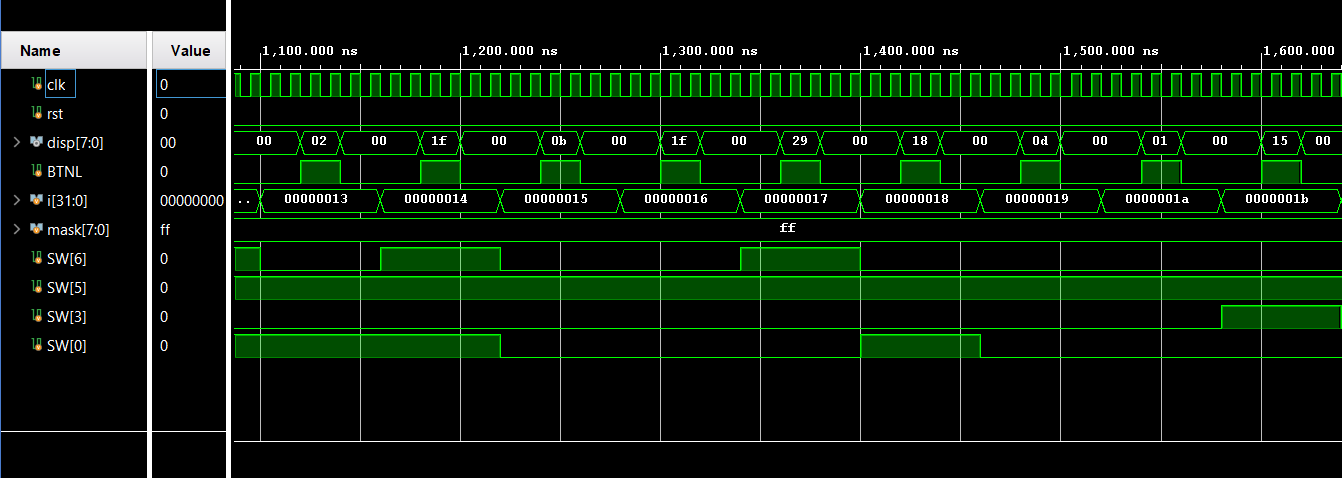 Name Value
1,100.000 ns 1,200.000 ns 1,300.000 ns 1,400.000 ns 1,500.000 ns 1,600.000
clk 0
rst 0
disp[7:0] 00 00 02 00 1f 00 0b 00 1f 00 29 00 18 00 0d 00 01 00 15 00
BTNL 0
i[31:0] 00000000 .. 00000013 00000014 00000015 00000016 00000017 00000018 00000019 0000001a 0000001b
mask[7:0] ff ff
SW[6] 0
SW[5] 0
SW[3] 0
SW[0] 0